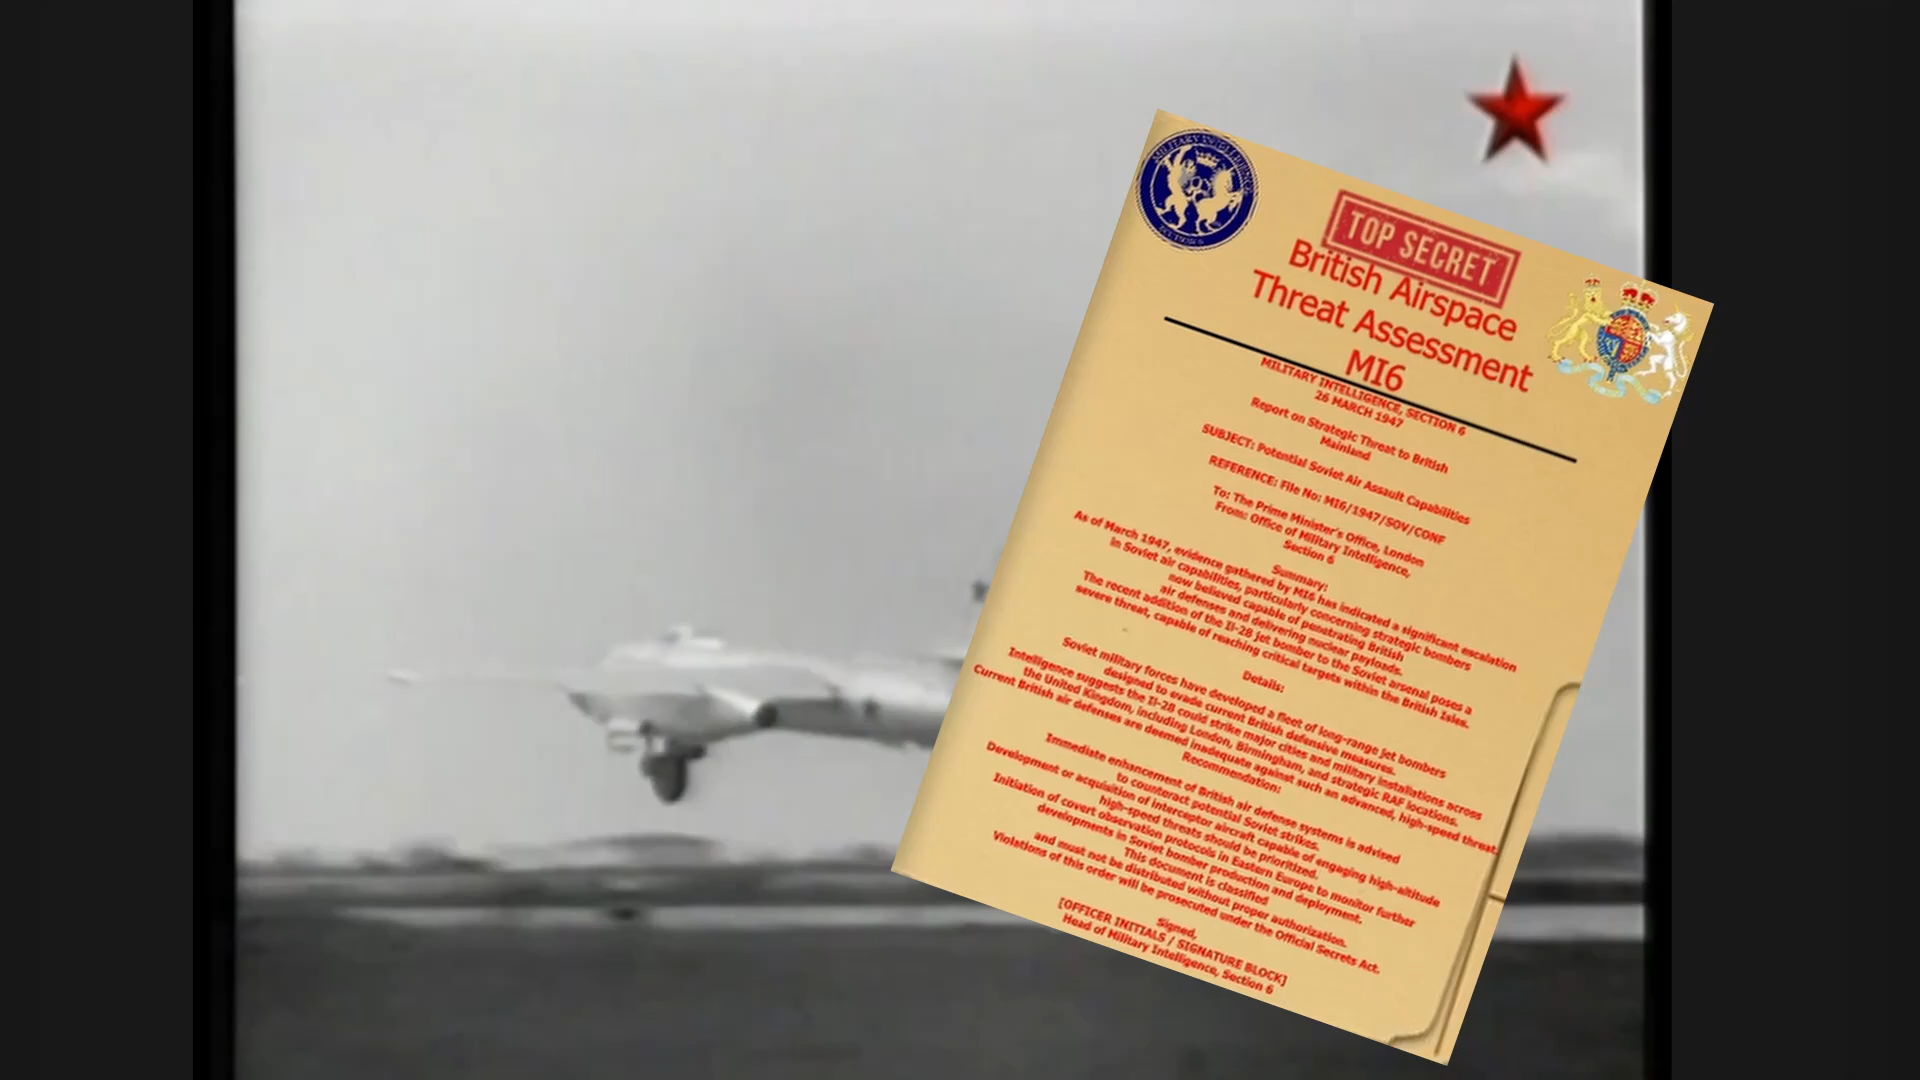 MILITARY INTELLIGENCE
SECTION 6
TOP SECRET
British Airspace
Threat Assessment
MI6
MILITARY INTELLIGENCE, SECTION 6
26 MARCH 1947
Report on Strategic Threat to British
Mainland
SUBJECT: Potential Soviet Air Assault Capabilities
REFERENCE: File No: MI6/1947/SOV/CONF
To: The Prime Minister's Office, London
From: Office of Military Intelligence,
Section 6
Summary:
As of March 1947, evidence gathered by MI6 has indicated a significant escalation
in Soviet air capabilities, particularly concerning strategic bombers
now believed capable of penetrating British
air defenses and delivering nuclear payloads.
The recent addition of the Il-28 jet bomber to the Soviet arsenal poses a
severe threat, capable of reaching critical targets within the British Isles.
Details:
Soviet military forces have developed a fleet of long-range jet bombers
designed to evade current British defensive measures.
Intelligence suggests the Il-28 could strike major cities and military installations across
the United Kingdom, including London, Birmingham, and strategic RAF locations.
Current British air defenses are deemed inadequate against such an advanced, high-speed threat.
Recommendation:
Immediate enhancement of British air defense systems is advised
to counteract potential Soviet strikes.
Development or acquisition of interceptor aircraft capable of engaging high-altitude
high-speed threats should be prioritized.
Initiation of covert observation protocols in Eastern Europe to monitor further
developments in Soviet bomber production and deployment.
This document is classified
and must not be distributed without proper authorization.
Violations of this order will be prosecuted under the Official Secrets Act.
Signed,
[OFFICER INITIALS / SIGNATURE BLOCK]
Head of Military Intelligence, Section 6